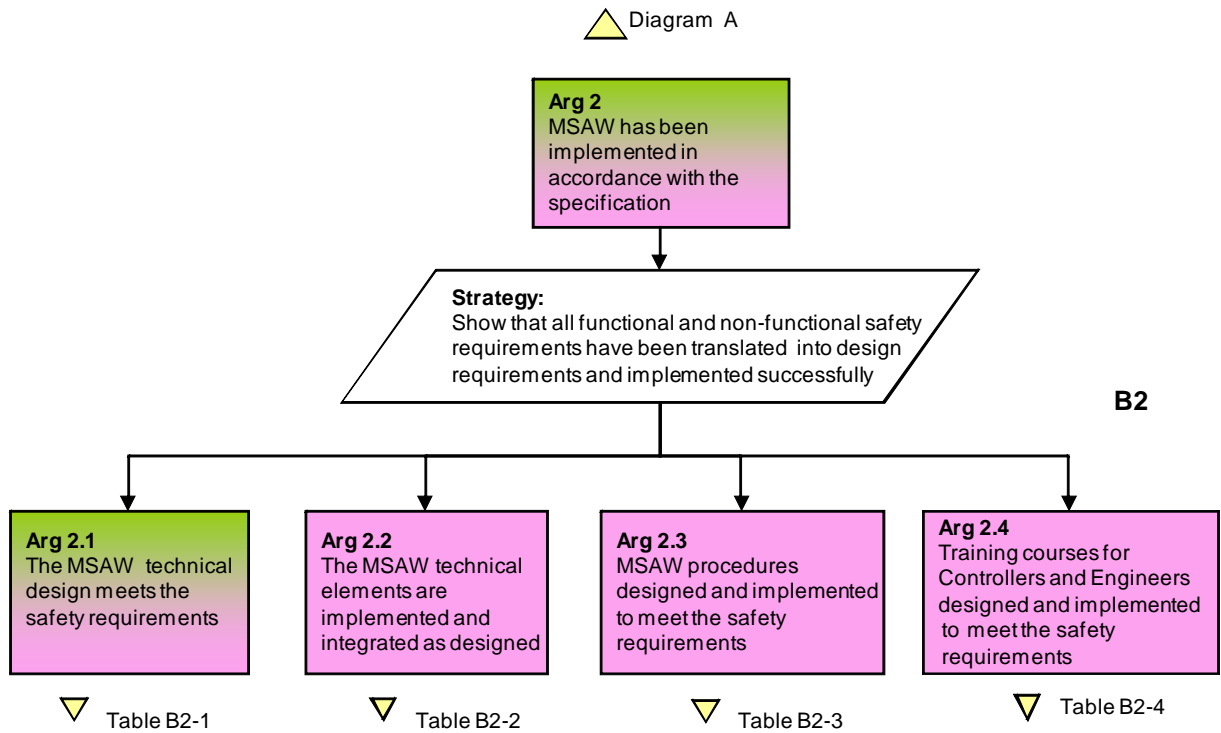 Diagram A
Arg 2
MSAW has been
implemented in
accordance with the
specification
Strategy:
Show that all functional and non-functional safety
requirements have been translated into design
requirements and implemented successfully
B2
Arg 2.1
The MSAW technical
design meets the
safety requirements
Arg 2.2
The MSAW technical
elements are
implemented and
integrated as designed
Arg 2.3
MSAW procedures
designed and implemented
to meet the safety
requirements
Arg 2.4
Training courses for
Controllers and Engineers
designed and implemented
to meet the safety
requirements
Table B2-1
Table B2-2
Table B2-3
Table B2-4